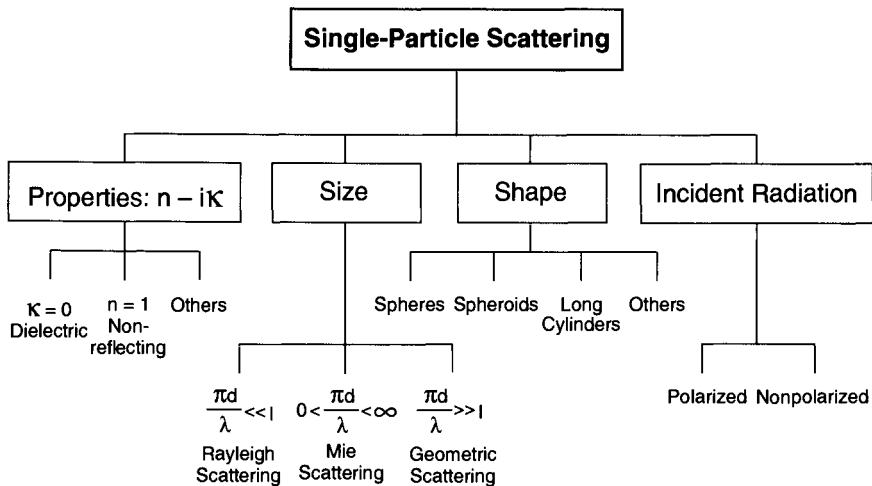 Single-Particle Scattering
Properties: n – iκ
Size
Shape
Incident Radiation
κ = 0
Dielectric
n = 1
Non-
reflecting
Others
Spheres
Spheroids
Long
Cylinders
Others
πd/λ <<1
Rayleigh
Scattering
0< πd/λ <∞
Mie
Scattering
πd/λ >>1
Geometric
Scattering
Polarized
Nonpolarized